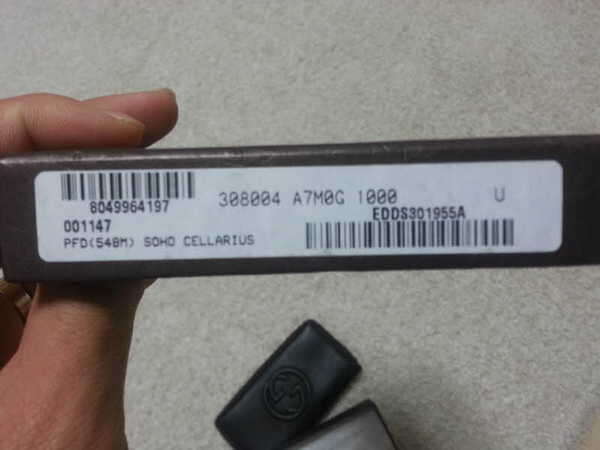 8049964197
308004 A7M0G 1000 U
001147
EDDS301955A
PFD(548M) SOHO CELLARIUS